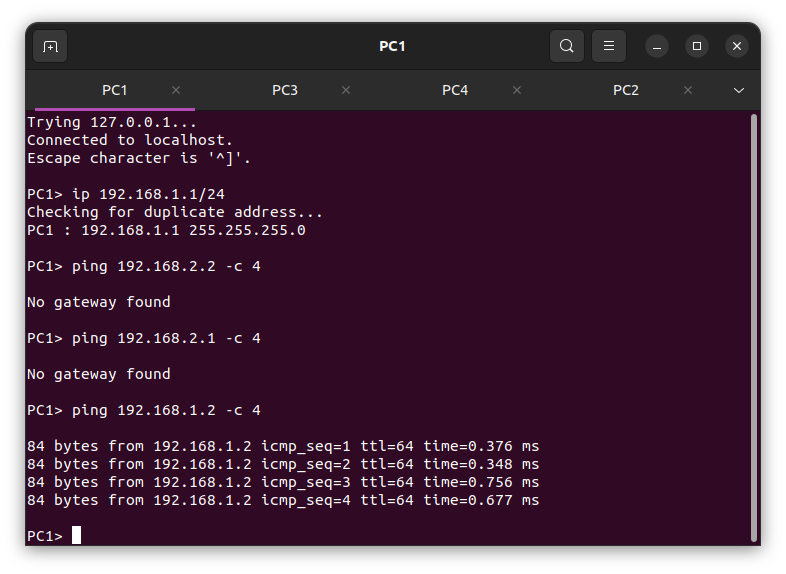 PC1
PC1 PC3 PC4 PC2
Trying 127.0.0.1...
Connected to localhost.
Escape character is '^]'.
PC1> ip 192.168.1.1/24
Checking for duplicate address...
PC1 : 192.168.1.1 255.255.255.0
PC1> ping 192.168.2.2 -c 4
No gateway found
PC1> ping 192.168.2.1 -c 4
No gateway found
PC1> ping 192.168.1.2 -c 4
84 bytes from 192.168.1.2 icmp_seq=1 ttl=64 time=0.376 ms
84 bytes from 192.168.1.2 icmp_seq=2 ttl=64 time=0.348 ms
84 bytes from 192.168.1.2 icmp_seq=3 ttl=64 time=0.756 ms
84 bytes from 192.168.1.2 icmp_seq=4 ttl=64 time=0.677 ms
PC1>